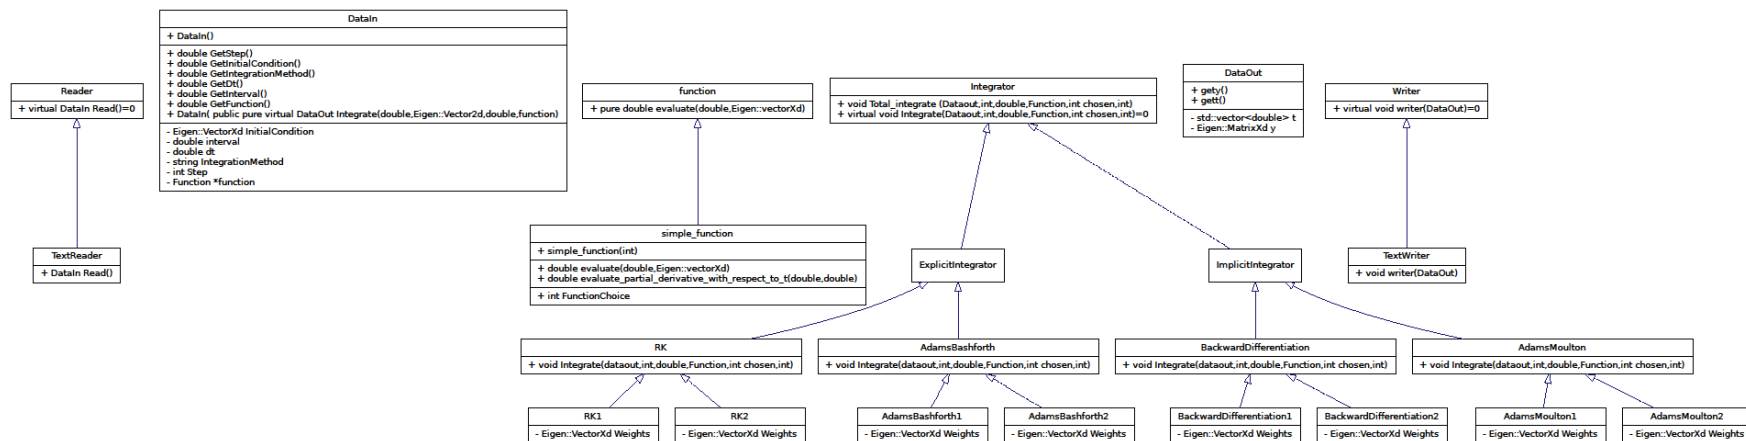 DataIn
+ DataIn()
+ double GetStep()
+ double GetInitialCondition()
+ double GetIntegrationMethod()
+ double GetDt()
+ double GetInterval()
+ double GetFunction()
+ DataIn( public pure virtual DataOut Integrate(double,Eigen::Vector2d,double,function)
- Eigen::VectorXd InitialCondition
- double interval
- double dt
- string IntegrationMethod
- int Step
- Function *function
Reader
+ virtual DataIn Read()=0
function
+ pure double evaluate(double,Eigen::vectorXd)
Integrator
+ void Total_integrate (Dataout,int,double,Function,int chosen,int)
+ virtual void Integrate(Dataout,int,double,Function,int chosen,int)=0
DataOut
+ gety()
+ gett()
- std::vector<double> t
- Eigen::MatrixXd y
Writer
+ virtual void writer(DataOut)=0
TextReader
+ DataIn Read()
simple_function
+ simple_function(int)
+ double evaluate(double,Eigen::vectorXd)
+ double evaluate_partial_derivative_with_respect_to_t(double,double)
+ int FunctionChoice
ExplicitIntegrator
ImplicitIntegrator
TextWriter
+ void writer(DataOut)
RK
+ void Integrate(dataout,int,double,Function,int chosen,int)
AdamsBashforth
+ void Integrate(dataout,int,double,Function,int chosen,int)
BackwardDifferentiation
+ void Integrate(dataout,int,double,Function,int chosen,int)
AdamsMoulton
+ void Integrate(dataout,int,double,Function,int chosen,int)
RK1
- Eigen::VectorXd Weights
RK2
- Eigen::VectorXd Weights
AdamsBashforth1
- Eigen::VectorXd Weights
AdamsBashforth2
- Eigen::VectorXd Weights
BackwardDifferentiation1
- Eigen::VectorXd Weights
BackwardDifferentiation2
- Eigen::VectorXd Weights
AdamsMoulton1
- Eigen::VectorXd Weights
AdamsMoulton2
- Eigen::VectorXd Weights